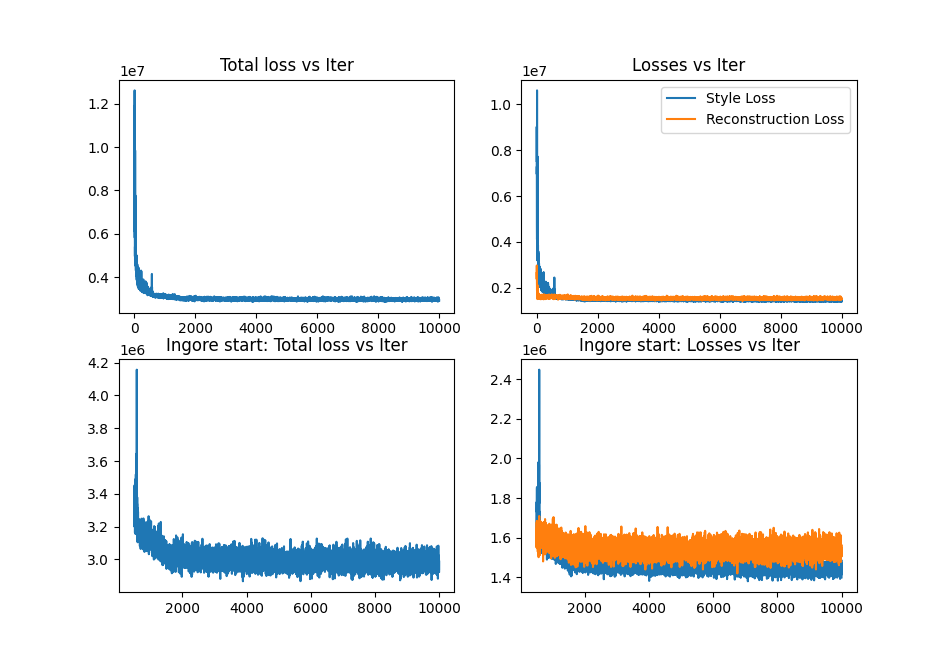 Total loss vs Iter
1e7
1.2
1.0
0.8
0.6
0.4
0 2000 4000 6000 8000 10000
Losses vs Iter
1e7
Style Loss
Reconstruction Loss
1.0
0.8
0.6
0.4
0.2
0 2000 4000 6000 8000 10000
Ingore start: Total loss vs Iter
1e6
4.2
4.0
3.8
3.6
3.4
3.2
3.0
2000 4000 6000 8000 10000
Ingore start: Losses vs Iter
1e6
2.4
2.2
2.0
1.8
1.6
1.4
2000 4000 6000 8000 10000